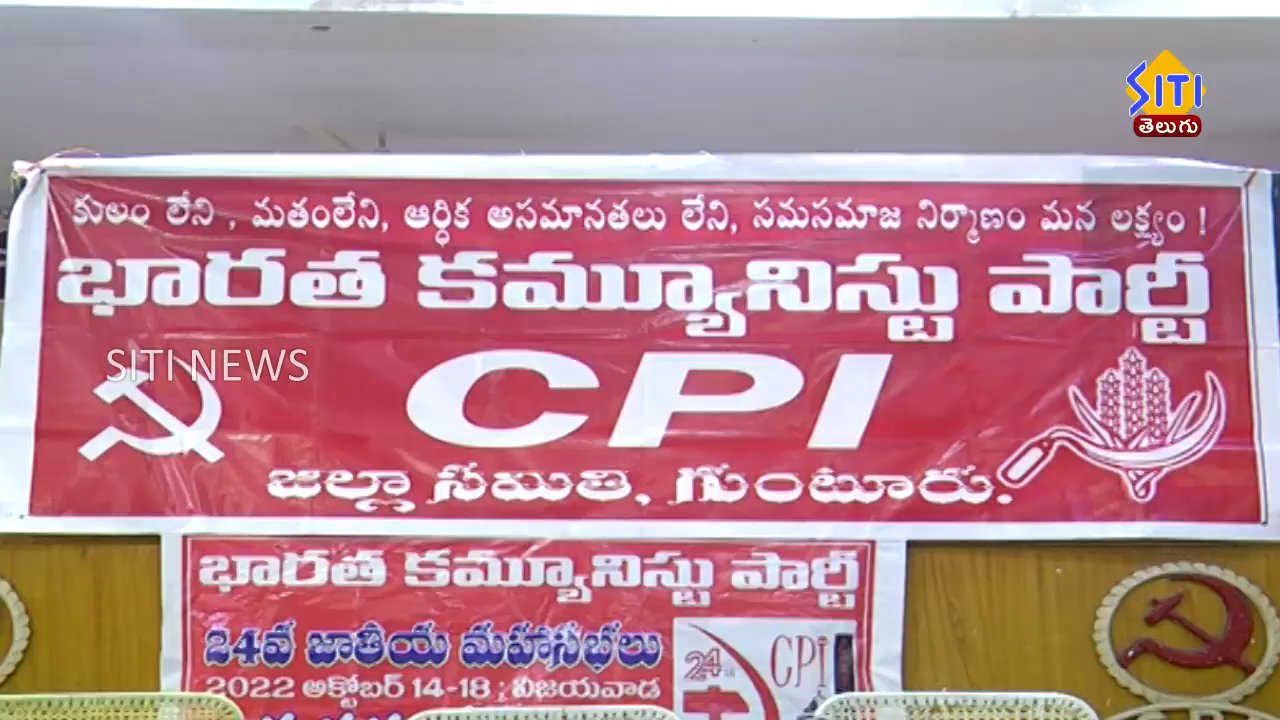 SITI
తెలుగు
కులం లేని , మతంలేని, ఆర్థిక అసమానతలు లేని, సమసమాజ నిర్మాణం మన లక్ష్యం !
భారత కమ్యూనిస్టు పార్టీ
SITI NEWS
CPI
జిల్లా సమితి, గుంటూరు.
భారత కమ్యూనిస్టు పార్టీ
24వ జాతీయ మహాసభలు
24TH CPI
2022 అక్టోబర్ 14-18 : విజయవాడ